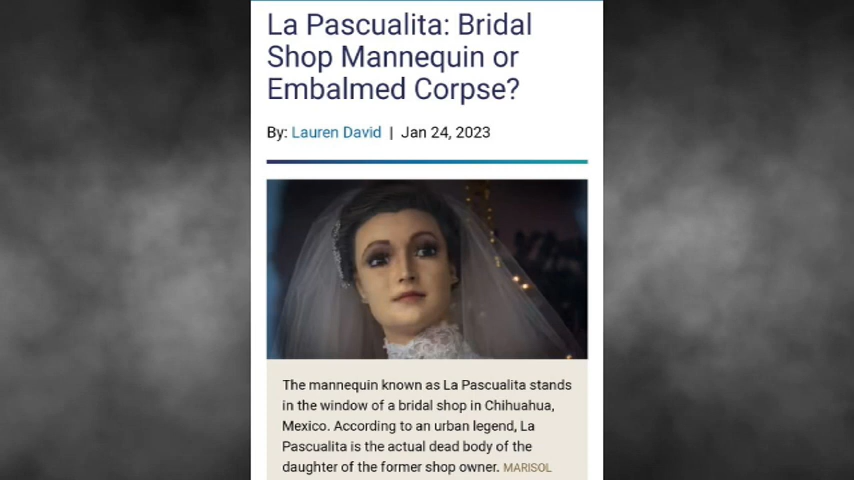 La Pascualita: Bridal
Shop Mannequin or
Embalmed Corpse?
By: Lauren David | Jan 24, 2023
The mannequin known as La Pascualita stands
in the window of a bridal shop in Chihuahua,
Mexico. According to an urban legend, La
Pascualita is the actual dead body of the
daughter of the former shop owner. MARISOL